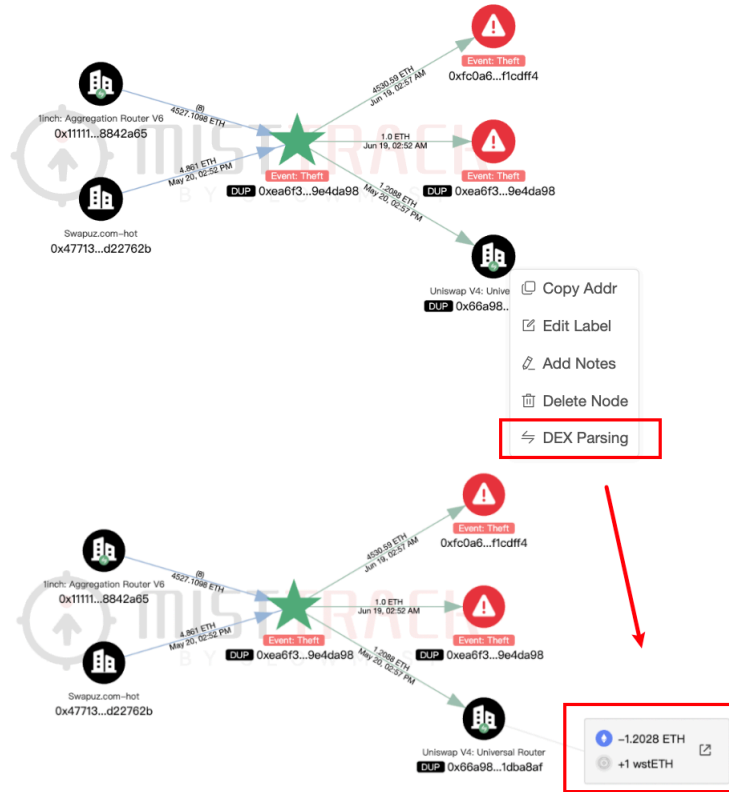 4530.59 ETH
Jun 19, 02:57 AM
Event: Theft
0xfc0a6...f1cdff4
(8)
4527.1098 ETH
1inch: Aggregation Router V6
0x11111...8842a65
MISTTRACK
1.0 ETH
Jun 19, 02:52 AM
4.861 ETH
May 20, 02:52 PM
Event: Theft
DUP 0xea6f3...9e4da98
Event: Theft
DUP 0xea6f3...9e4da98
1.2088 ETH
May 20, 02:57 PM
Swapuz.com-hot
0x47713...d22762b
Uniswap V4: Unive
DUP 0x66a98..
Copy Addr
Edit Label
Add Notes
Delete Node
DEX Parsing
4530.59 ETH
Jun 19, 02:57 AM
Event: Theft
0xfc0a6...f1cdff4
(8)
4527.1098 ETH
1inch: Aggregation Router V6
0x11111...8842a65
MISTTRACK
1.0 ETH
Jun 19, 02:52 AM
4.861 ETH
May 20, 02:52 PM
Event: Theft
DUP 0xea6f3...9e4da98
Event: Theft
DUP 0xea6f3...9e4da98
1.2088 ETH
May 20, 02:57 PM
Swapuz.com-hot
0x47713...d22762b
Uniswap V4: Universal Router
DUP 0x66a98...1dba8af
−1.2028 ETH
+1 wstETH